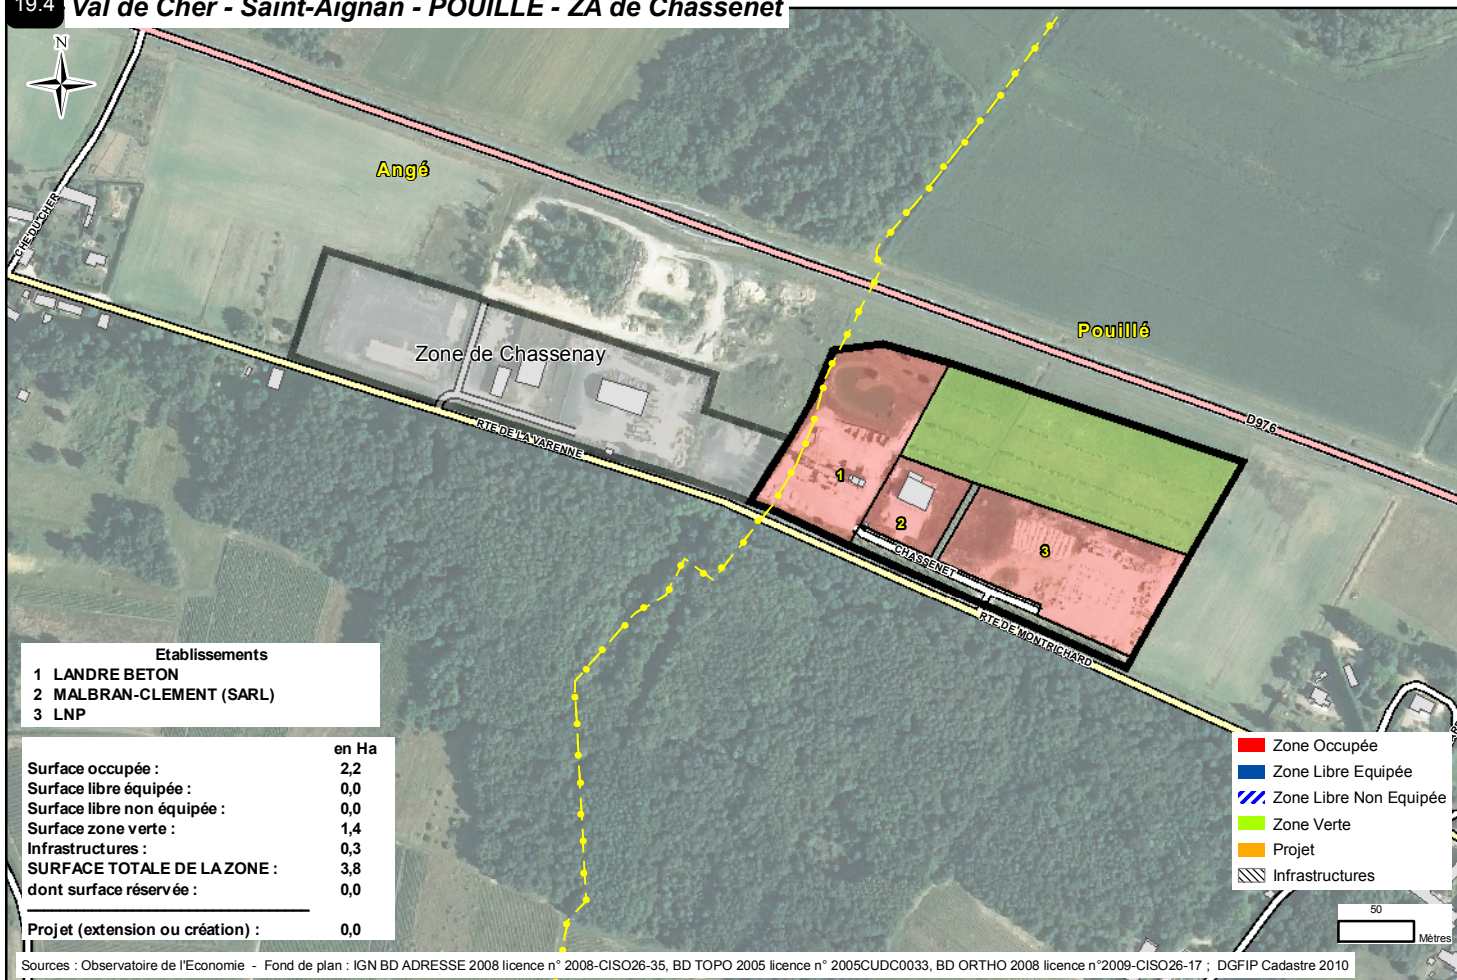 19.4 Val de Cher - Saint-Aignan - POUILLE - ZA de Chassenet
N
Angé
CHE DU CHER
Zone de Chassenay
Pouillé
D976
RTE DE LA VARENNE
1
2
3
CHASSENET
RTE DE MONTRICHARD
Etablissements
1 LANDRE BETON
2 MALBRAN-CLEMENT (SARL)
3 LNP
en Ha
Surface occupée : 2,2
Surface libre équipée : 0,0
Surface libre non équipée : 0,0
Surface zone verte : 1,4
Infrastructures : 0,3
SURFACE TOTALE DE LA ZONE : 3,8
dont surface réservée : 0,0
Projet (extension ou création) : 0,0
Zone Occupée
Zone Libre Equipée
Zone Libre Non Equipée
Zone Verte
Projet
Infrastructures
50
Mètres
Sources : Observatoire de l'Economie - Fond de plan : IGN BD ADRESSE 2008 licence n° 2008-CISO26-35, BD TOPO 2005 licence n° 2005CUDC0033, BD ORTHO 2008 licence n°2009-CISO26-17 ; DGFIP Cadastre 2010